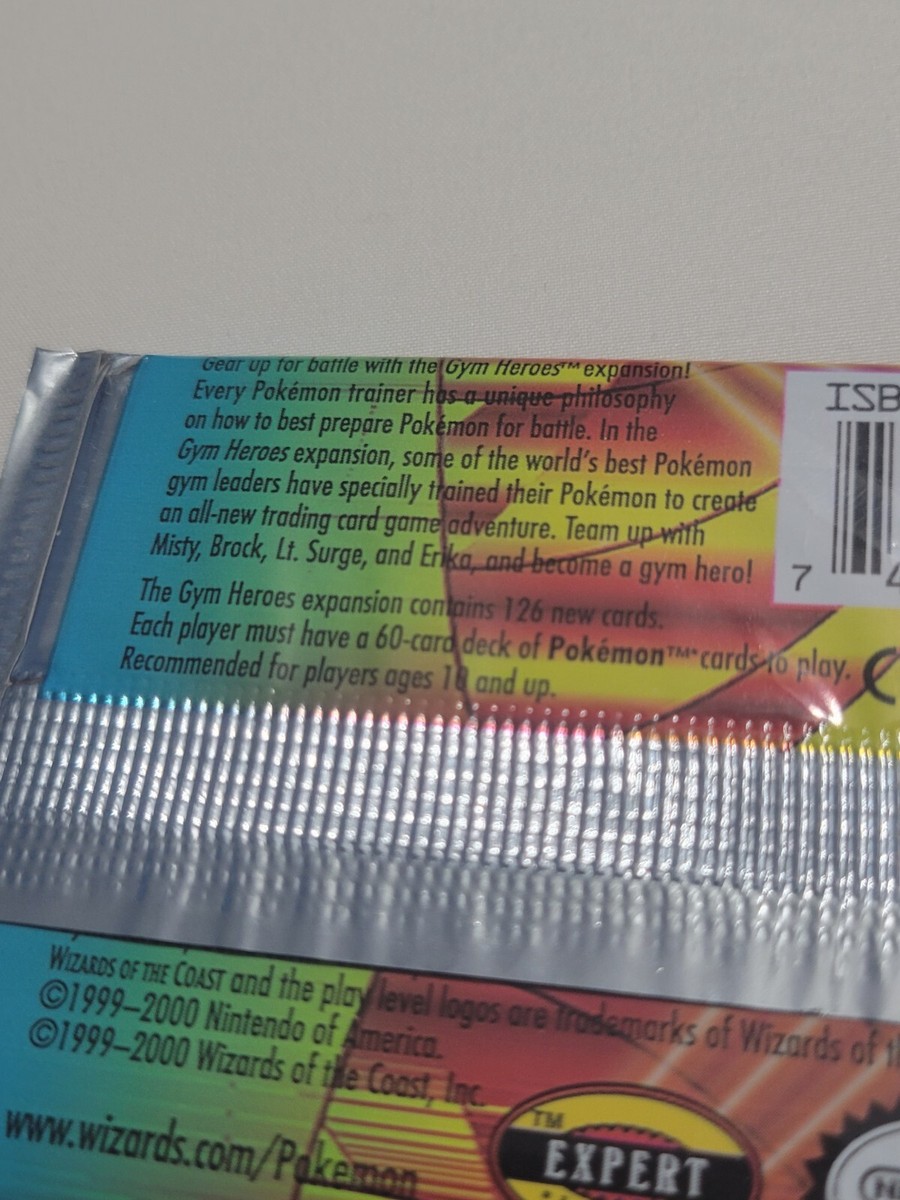 Gear up for battle with the Gym Heroes™ expansion!
Every Pokémon trainer has a unique philosophy
on how to best prepare Pokémon for battle. In the
Gym Heroes expansion, some of the world's best Pokémon
gym leaders have specially trained their Pokémon to create
an all-new trading card game adventure. Team up with
Misty, Brock, Lt. Surge, and Erika, and become a gym hero!
The Gym Heroes expansion contains 126 new cards.
Each player must have a 60-card deck of Pokémon™* cards to play.
Recommended for players ages 10 and up.
ISB
7
WIZARDS OF THE COAST and the play level logos are trademarks of Wizards of
©1999–2000 Nintendo of America.
©1999–2000 Wizards of the Coast, Inc.
www.wizards.com/Pokemon
™
EXPERT